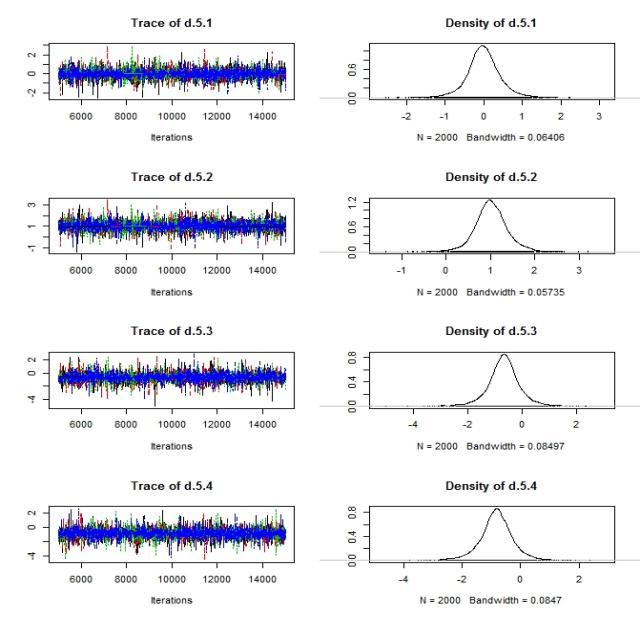 Trace of d.5.1
Density of d.5.1
2
0
-2
6000 8000 10000 12000 14000
Iterations
0.6
0.0
-2 -1 0 1 2 3
N = 2000 Bandwidth = 0.06406
Trace of d.5.2
Density of d.5.2
3
1
-1
6000 8000 10000 12000 14000
Iterations
1.2
0.6
0.0
-1 0 1 2 3
N = 2000 Bandwidth = 0.05735
Trace of d.5.3
Density of d.5.3
2
0
-4
6000 8000 10000 12000 14000
Iterations
0.8
0.4
0.0
-4 -2 0 2
N = 2000 Bandwidth = 0.08497
Trace of d.5.4
Density of d.5.4
2
0
-4
6000 8000 10000 12000 14000
Iterations
0.8
0.4
0.0
-4 -2 0 2
N = 2000 Bandwidth = 0.0847